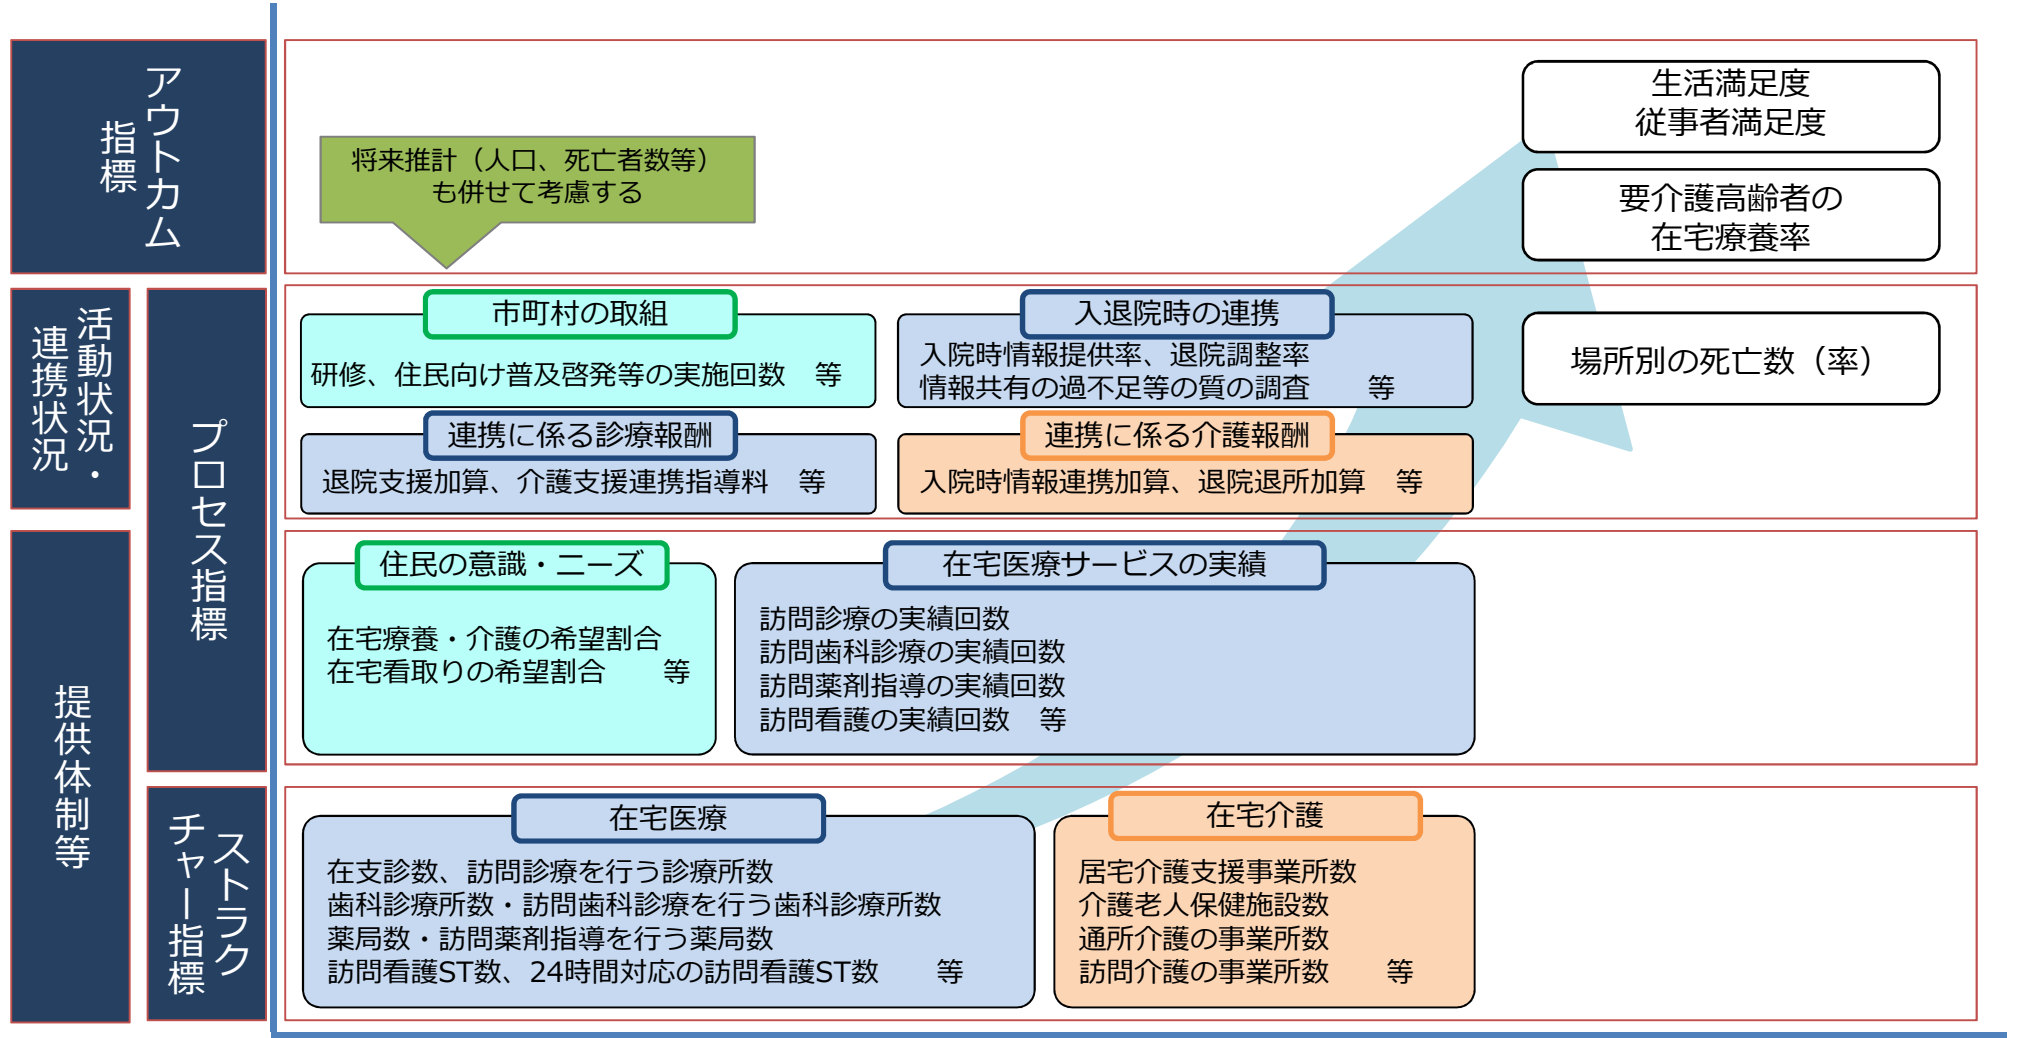 アウトカム
指標
将来推計（人口、死亡者数等）
も併せて考慮する
生活満足度
従事者満足度
要介護高齢者の
在宅療養率
活動状況・
連携状況
プロセス指標
市町村の取組
研修、住民向け普及啓発等の実施回数　等
入退院時の連携
入院時情報提供率、退院調整率
情報共有の過不足等の質の調査　　等
場所別の死亡数（率）
連携に係る診療報酬
退院支援加算、介護支援連携指導料　等
連携に係る介護報酬
入院時情報連携加算、退院退所加算　等
提供体制等
住民の意識・ニーズ
在宅療養・介護の希望割合
在宅看取りの希望割合　　等
在宅医療サービスの実績
訪問診療の実績回数
訪問歯科診療の実績回数
訪問薬剤指導の実績回数
訪問看護の実績回数　等
ストラク
チャー指標
在宅医療
在支診数、訪問診療を行う診療所数
歯科診療所数・訪問歯科診療を行う歯科診療所数
薬局数・訪問薬剤指導を行う薬局数
訪問看護ST数、24時間対応の訪問看護ST数　　等
在宅介護
居宅介護支援事業所数
介護老人保健施設数
通所介護の事業所数
訪問介護の事業所数　　等